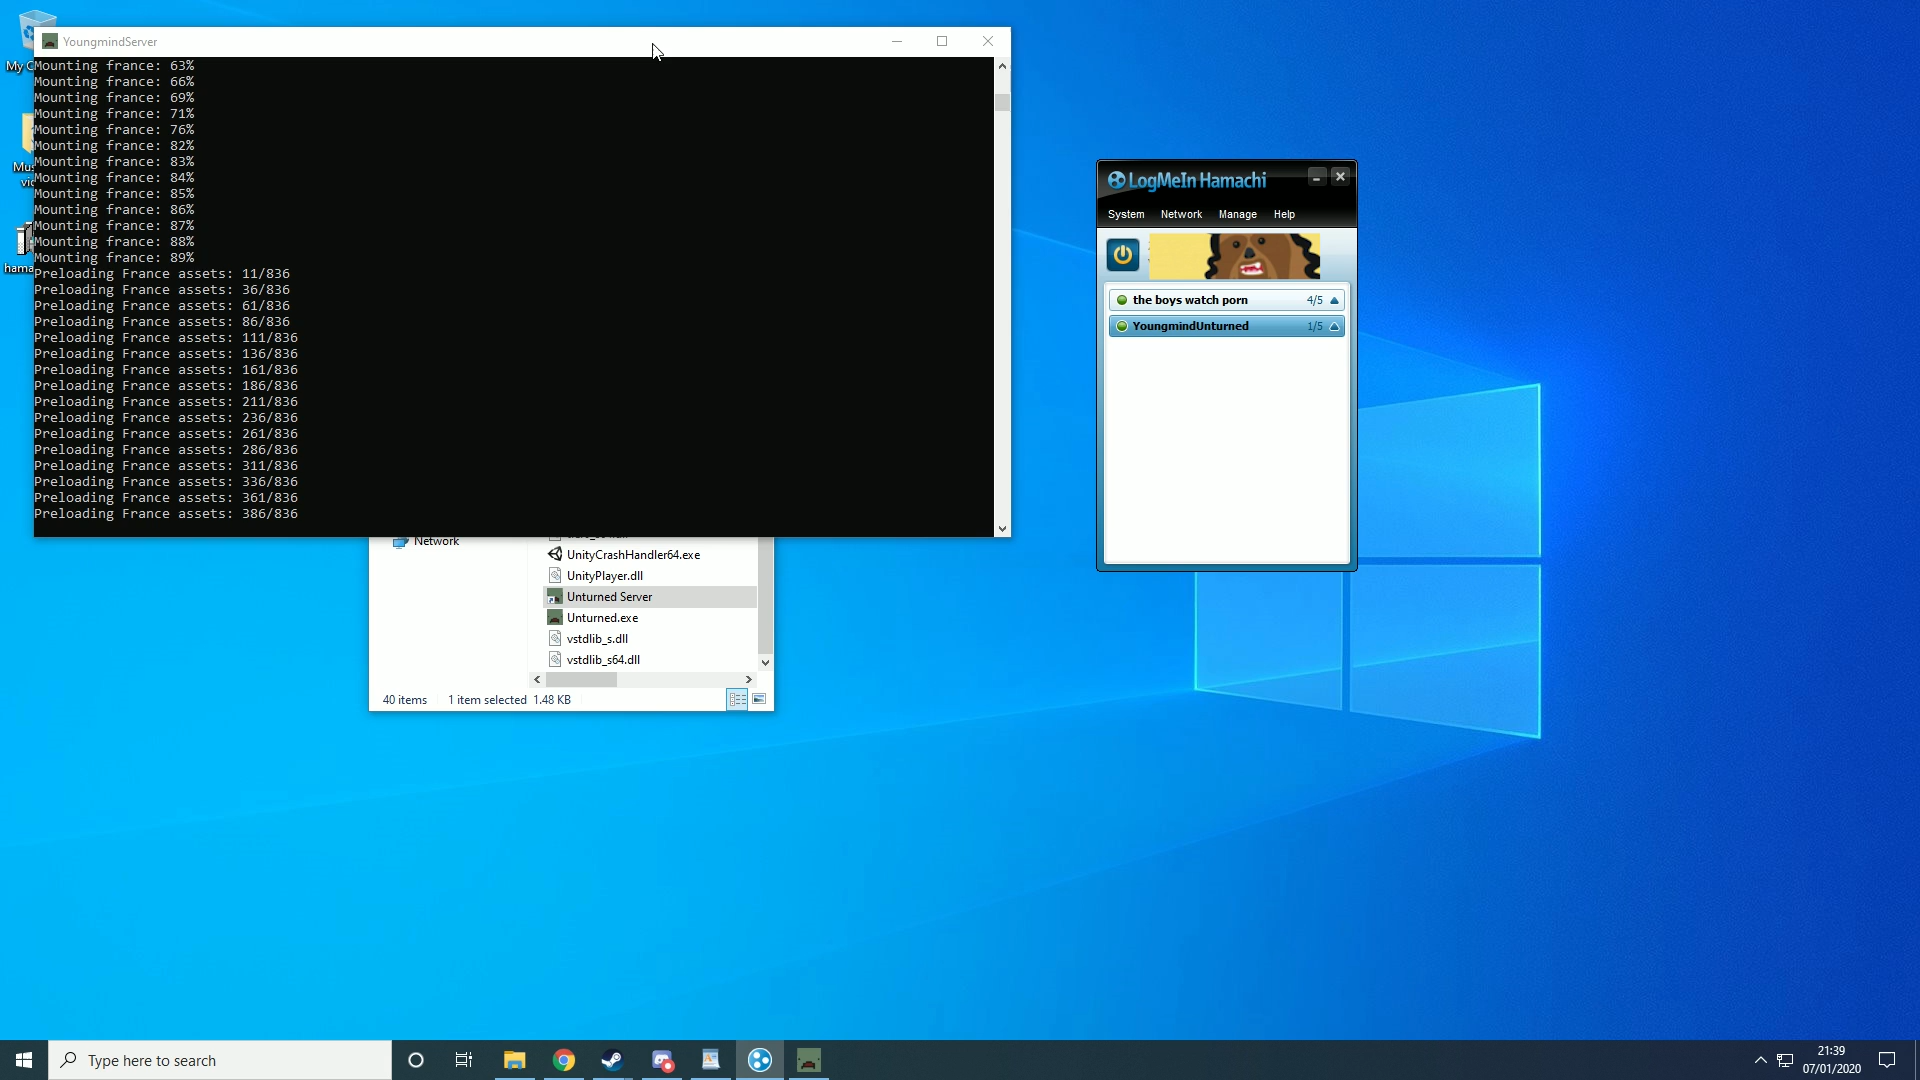 YoungmindServer
My C
Mounting france: 63%
Mounting france: 66%
Mounting france: 69%
Mounting france: 71%
Mounting france: 76%
Mounting france: 82%
Mounting france: 83%
Mounting france: 84%
Mounting france: 85%
Mounting france: 86%
Mounting france: 87%
Mounting france: 88%
Mounting france: 89%
Preloading France assets: 11/836
Preloading France assets: 36/836
Preloading France assets: 61/836
Preloading France assets: 86/836
Preloading France assets: 111/836
Preloading France assets: 136/836
Preloading France assets: 161/836
Preloading France assets: 186/836
Preloading France assets: 211/836
Preloading France assets: 236/836
Preloading France assets: 261/836
Preloading France assets: 286/836
Preloading France assets: 311/836
Preloading France assets: 336/836
Preloading France assets: 361/836
Preloading France assets: 386/836
Mus
vic
hama
Network
UnityCrashHandler64.exe
UnityPlayer.dll
Unturned Server
Unturned.exe
vstdlib_s.dll
vstdlib_s64.dll
40 items 1 item selected 1.48 KB
LogMeIn Hamachi
System Network Manage Help
the boys watch porn 4/5
YoungmindUnturned 1/5
Type here to search
21:39
07/01/2020